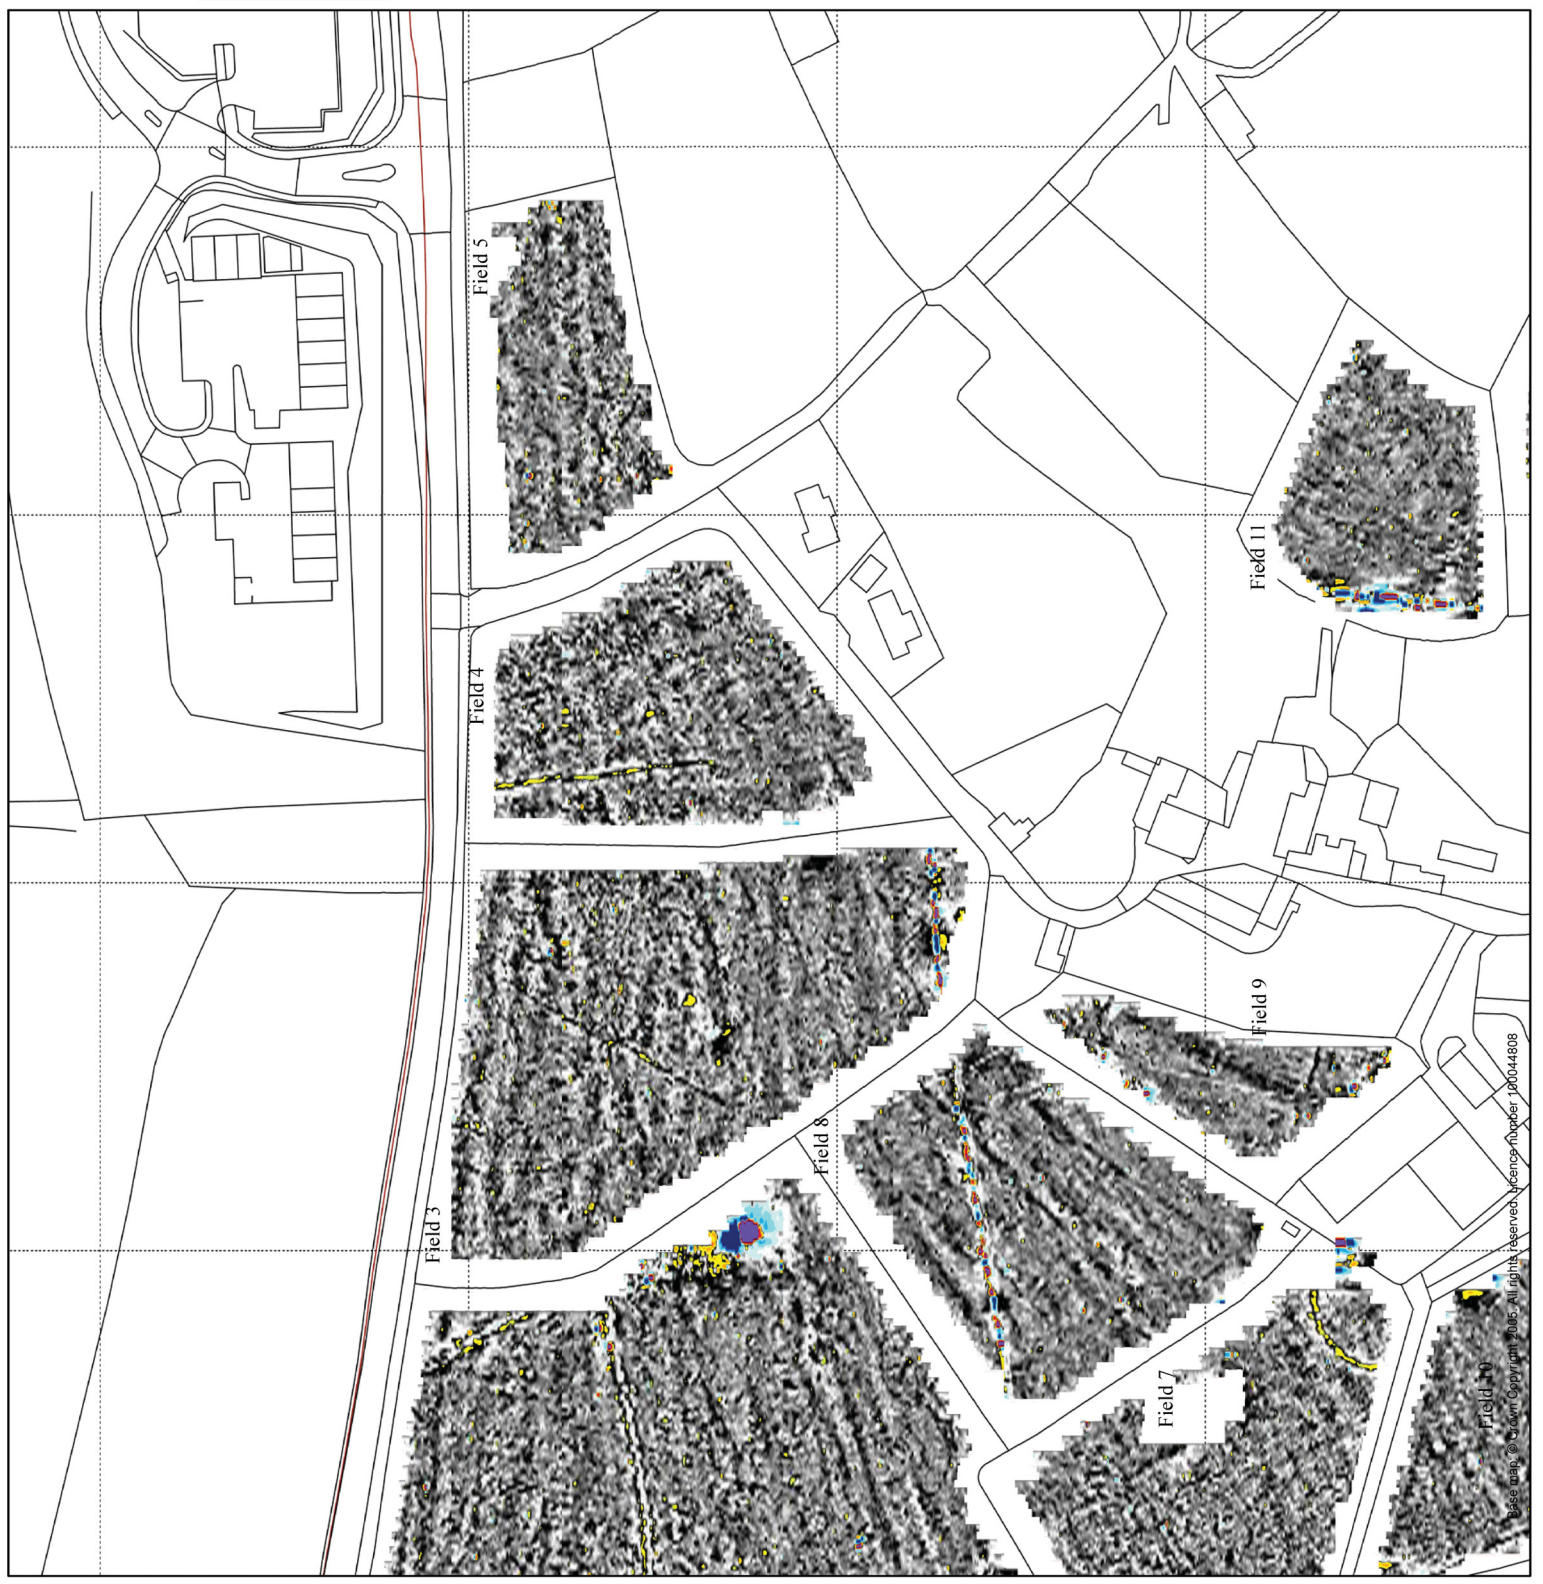 Field 5
Field 4
Field 11
Field 9
Field 8
Field 3
Field 7
Field 10
Base map: © Crown Copyright 2005. All rights reserved. Licence number 100044808